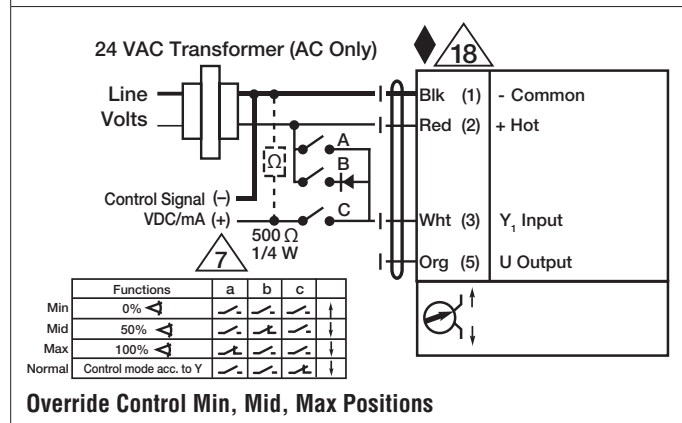 24 VAC Transformer (AC Only)
18
Line
Volts
Blk (1) - Common
Red (2) + Hot
A
B
Ω
C
Control Signal (–)
VDC/mA (+)
Wht (3) Y1 Input
500 Ω
1/4 W
7
Org (5) U Output
Functions a b c
Min 0%
Mid 50%
Max 100%
Normal Control mode acc. to Y
Override Control Min, Mid, Max Positions